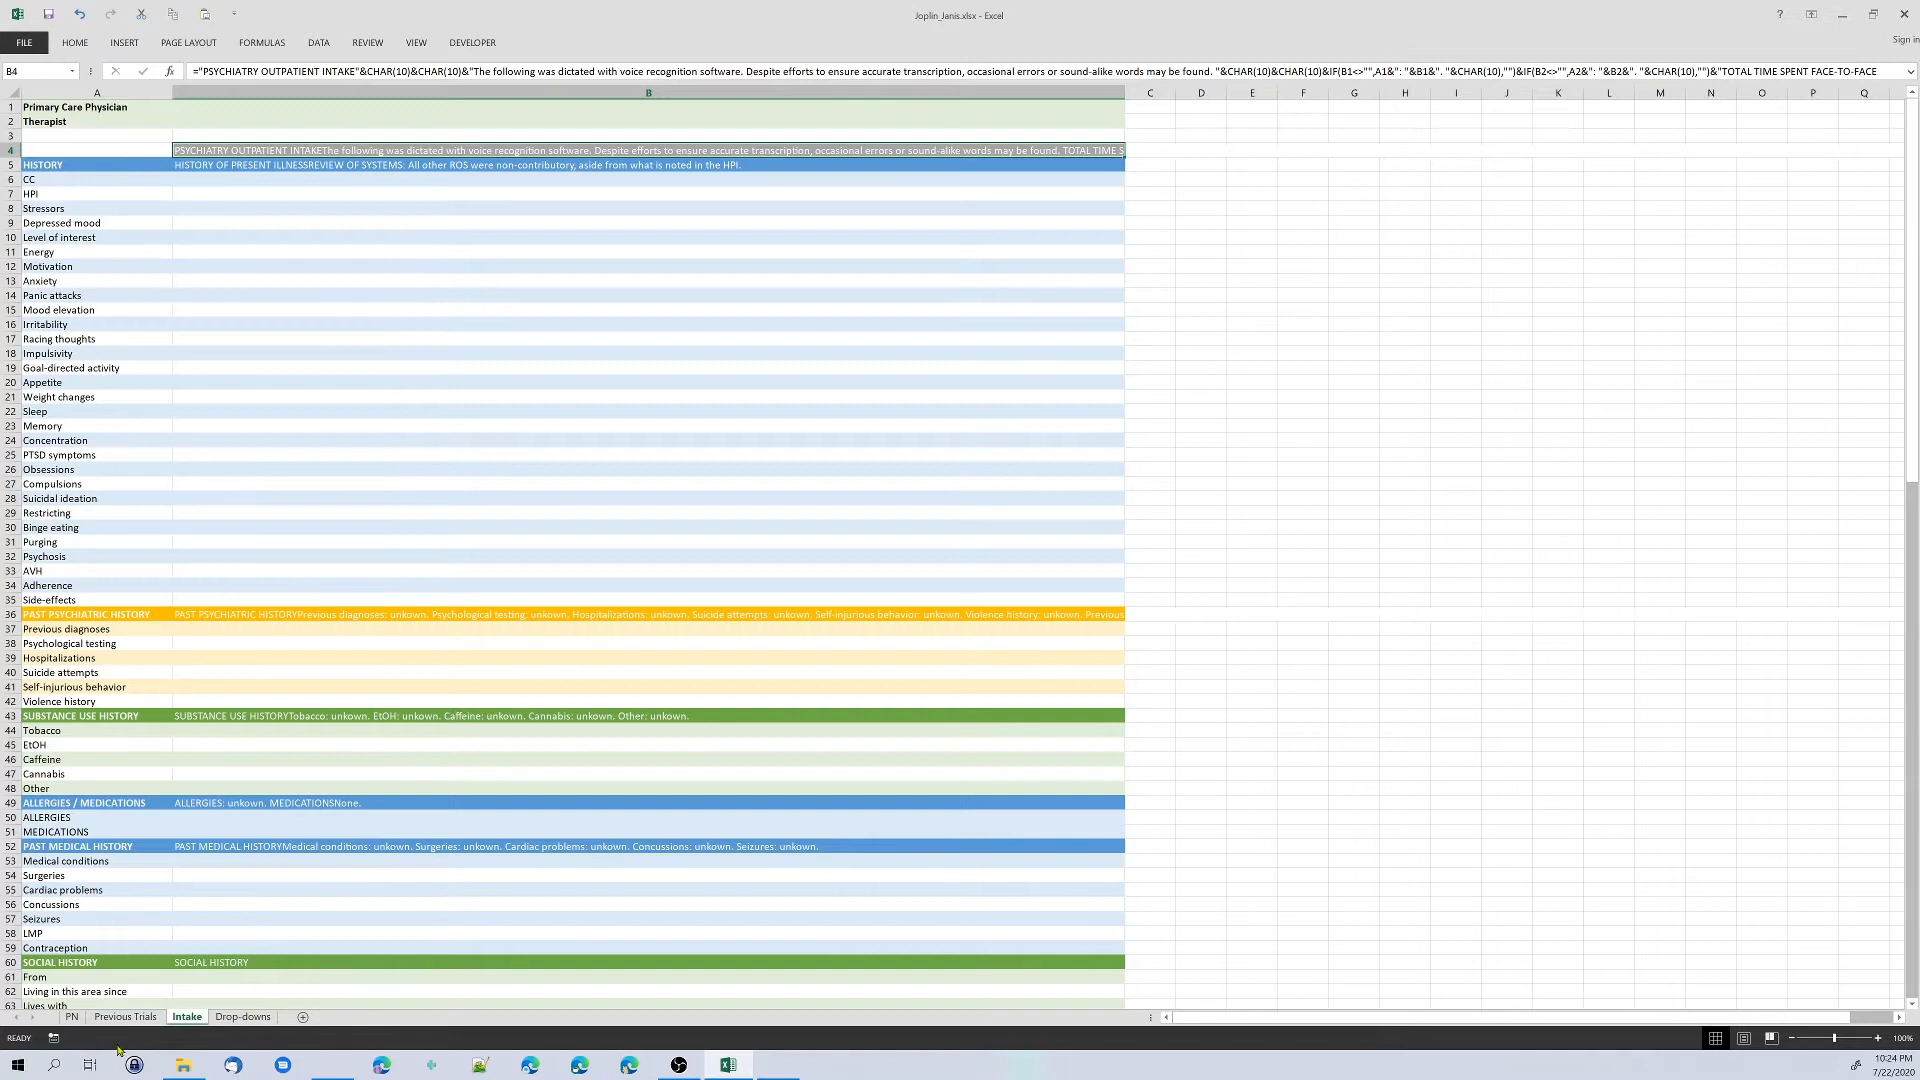 Joplin_Janis.xlsx - Excel
?
FILE HOME INSERT PAGE LAYOUT FORMULAS DATA REVIEW VIEW DEVELOPER
Sign in
B4 fx ="PSYCHIATRY OUTPATIENT INTAKE"&CHAR(10)&CHAR(10)&"The following was dictated with voice recognition software. Despite efforts to ensure accurate transcription, occasional errors or sound-alike words may be found. "&CHAR(10)&CHAR(10)&IF(B1<>"",A1&": "&B1&". "&CHAR(10),"")&IF(B2<>"",A2&": "&B2&". "&CHAR(10),"")&"TOTAL TIME SPENT FACE-TO-FACE
A B C D E F G H I J K L M N O P Q
1 Primary Care Physician
2 Therapist
3
4 PSYCHIATRY OUTPATIENT INTAKEThe following was dictated with voice recognition software. Despite efforts to ensure accurate transcription, occasional errors or sound-alike words may be found. TOTAL TIME S
5 HISTORY HISTORY OF PRESENT ILLNESSREVIEW OF SYSTEMS: All other ROS were non-contributory, aside from what is noted in the HPI.
6 CC
7 HPI
8 Stressors
9 Depressed mood
10 Level of interest
11 Energy
12 Motivation
13 Anxiety
14 Panic attacks
15 Mood elevation
16 Irritability
17 Racing thoughts
18 Impulsivity
19 Goal-directed activity
20 Appetite
21 Weight changes
22 Sleep
23 Memory
24 Concentration
25 PTSD symptoms
26 Obsessions
27 Compulsions
28 Suicidal ideation
29 Restricting
30 Binge eating
31 Purging
32 Psychosis
33 AVH
34 Adherence
35 Side-effects
36 PAST PSYCHIATRIC HISTORY PAST PSYCHIATRIC HISTORYPrevious diagnoses: unkown. Psychological testing: unkown. Hospitalizations: unkown. Suicide attempts: unkown. Self-injurious behavior: unkown. Violence history: unkown. Previous
37 Previous diagnoses
38 Psychological testing
39 Hospitalizations
40 Suicide attempts
41 Self-injurious behavior
42 Violence history
43 SUBSTANCE USE HISTORY SUBSTANCE USE HISTORYTobacco: unkown. EtOH: unkown. Caffeine: unkown. Cannabis: unkown. Other: unkown.
44 Tobacco
45 EtOH
46 Caffeine
47 Cannabis
48 Other
49 ALLERGIES / MEDICATIONS ALLERGIES: unkown. MEDICATIONSNone.
50 ALLERGIES
51 MEDICATIONS
52 PAST MEDICAL HISTORY PAST MEDICAL HISTORYMedical conditions: unkown. Surgeries: unkown. Cardiac problems: unkown. Concussions: unkown. Seizures: unkown.
53 Medical conditions
54 Surgeries
55 Cardiac problems
56 Concussions
57 Seizures
58 LMP
59 Contraception
60 SOCIAL HISTORY SOCIAL HISTORY
61 From
62 Living in this area since
63 Lives with
PN Previous Trials Intake Drop-downs
READY 100%
10:24 PM
7/22/2020